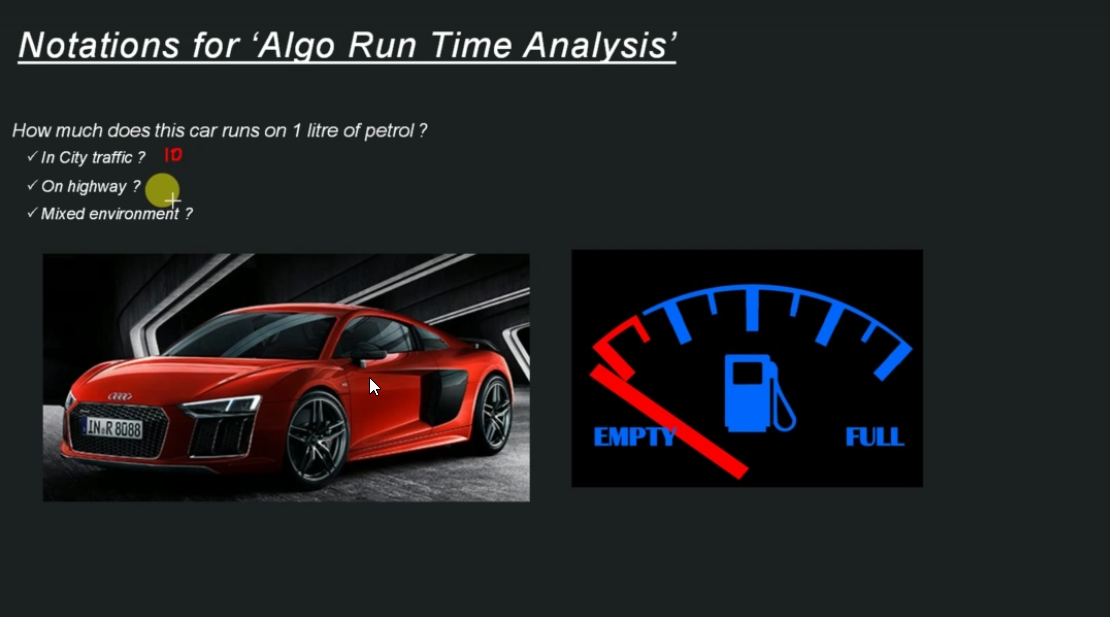 Notations for ‘Algo Run Time Analysis’
How much does this car runs on 1 litre of petrol ?
✓ In City traffic ? 10
✓ On highway ?
✓ Mixed environment ?
IN R 8088
EMPTY
FULL